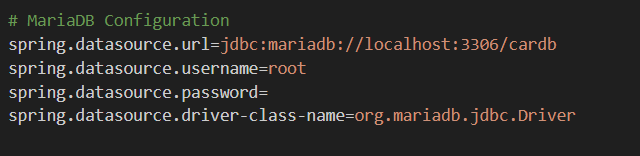 # MariaDB Configuration
spring.datasource.url=jdbc:mariadb://localhost:3306/cardb
spring.datasource.username=root
spring.datasource.password=
spring.datasource.driver-class-name=org.mariadb.jdbc.Driver